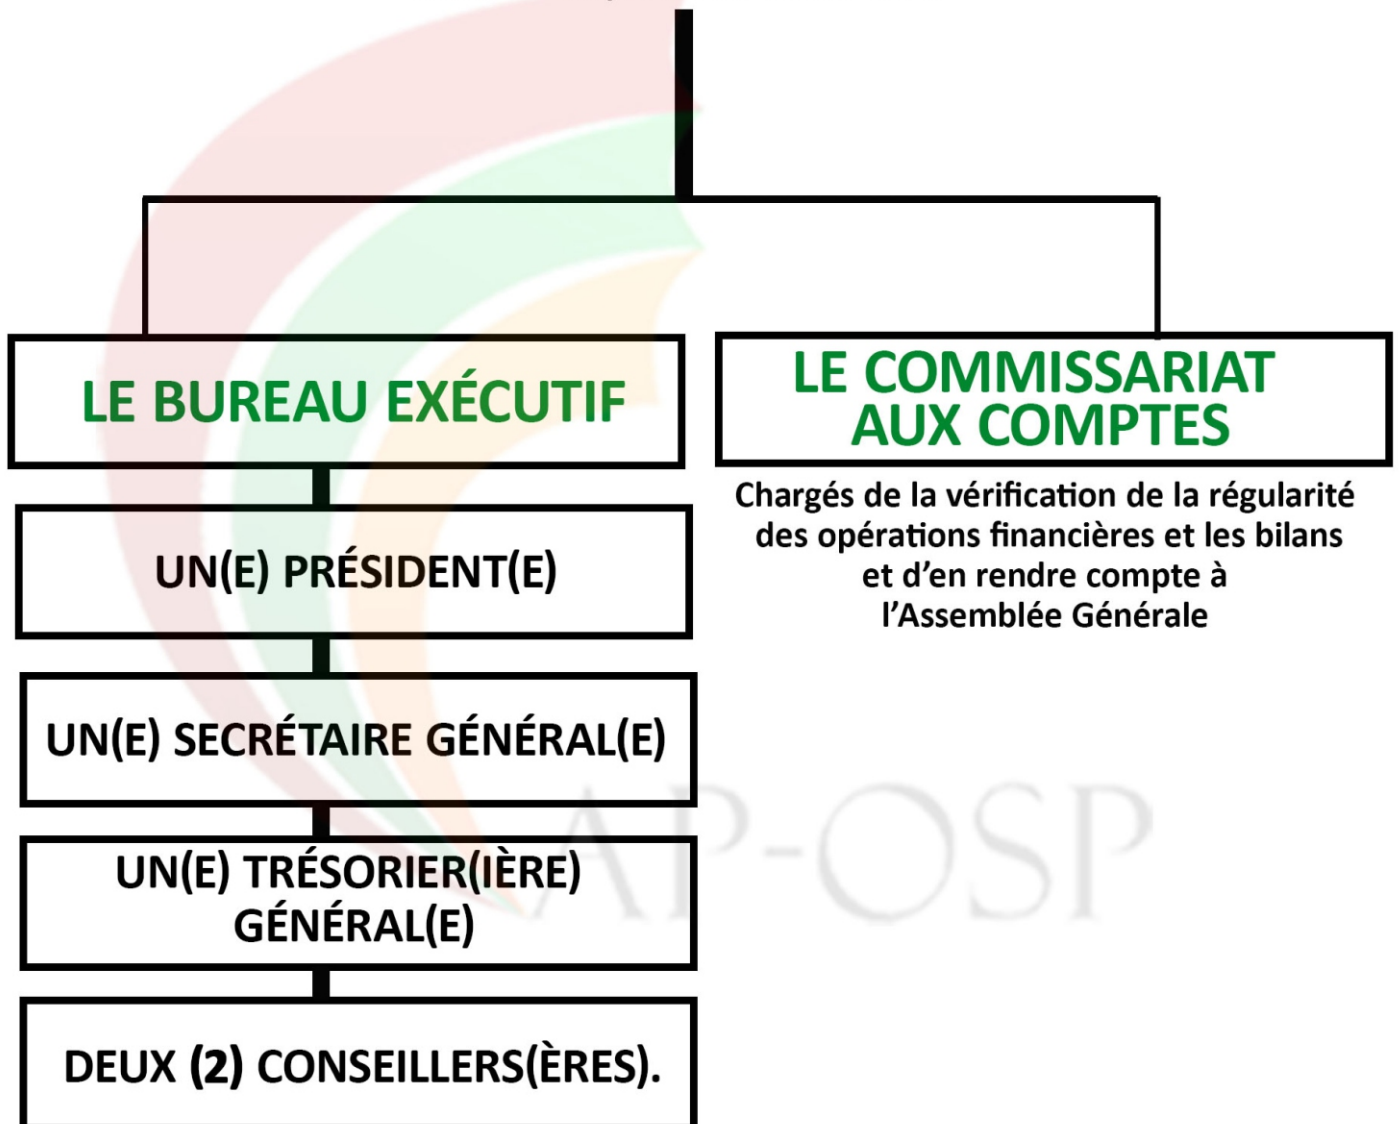 LE BUREAU EXÉCUTIF
UN(E) PRÉSIDENT(E)
UN(E) SECRÉTAIRE GÉNÉRAL(E)
UN(E) TRÉSORIER(IÈRE)
GÉNÉRAL(E)
DEUX (2) CONSEILLERS(ÈRES).
LE COMMISSARIAT
AUX COMPTES
Chargés de la vérification de la régularité
des opérations financières et les bilans
et d’en rendre compte à
l’Assemblée Générale
AP-OSP